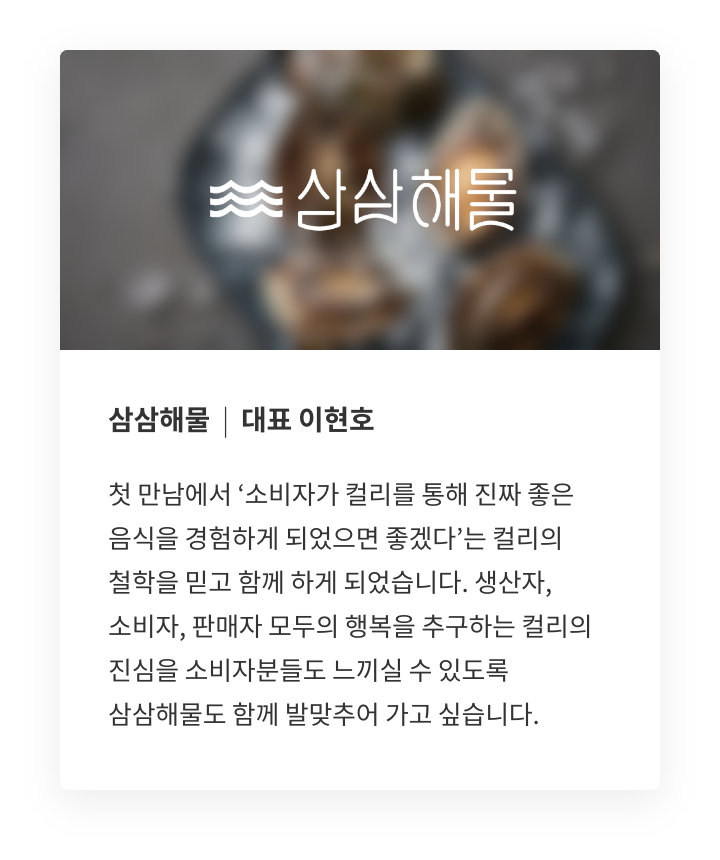 삼삼해물
삼삼해물 | 대표 이현호
첫 만남에서 ‘소비자가 컬리를 통해 진짜 좋은
음식을 경험하게 되었으면 좋겠다’는 컬리의
철학을 믿고 함께 하게 되었습니다. 생산자,
소비자, 판매자 모두의 행복을 추구하는 컬리의
진심을 소비자분들도 느끼실 수 있도록
삼삼해물도 함께 발맞추어 가고 싶습니다.